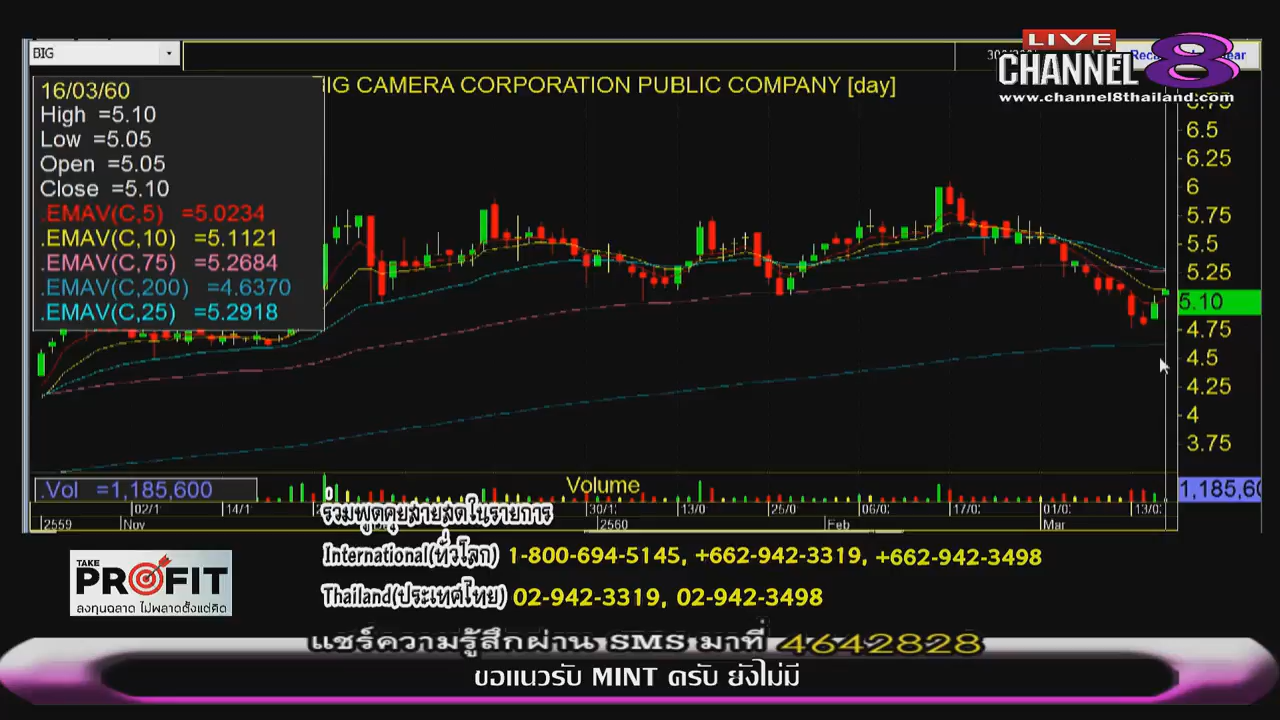 BIG
LIVE
CHANNEL 8
www.channel8thailand.com
IG CAMERA CORPORATION PUBLIC COMPANY [day]
16/03/60
High =5.10
Low =5.05
Open =5.05
Close =5.10
.EMAV(C,5) =5.0234
.EMAV(C,10) =5.1121
.EMAV(C,75) =5.2684
.EMAV(C,200) =4.6370
.EMAV(C,25) =5.2918
6.75
6.5
6.25
6
5.75
5.5
5.25
5.10
4.75
4.5
4.25
4
3.75
.Vol =1,185,600
Volume
1,185,60
02/1 14/1 30/1: 13/0 25/0 06/0: 17/0: 01/0: 13/0:
2559 Nov 2560 Feb Mar
ร่วมพูดคุยสายสดในรายการ
International(ทั่วโลก) 1-800-694-5145, +662-942-3319, +662-942-3498
Thailand(ประเทศไทย) 02-942-3319, 02-942-3498
TAKE
PROFIT
ลงทุนฉลาด ไม่พลาดตั้งแต่คิด
แชร์ความรู้สึกผ่าน SMS มาที่ 4642828
ขอแนวรับ MINT ครับ ยังไม่มี